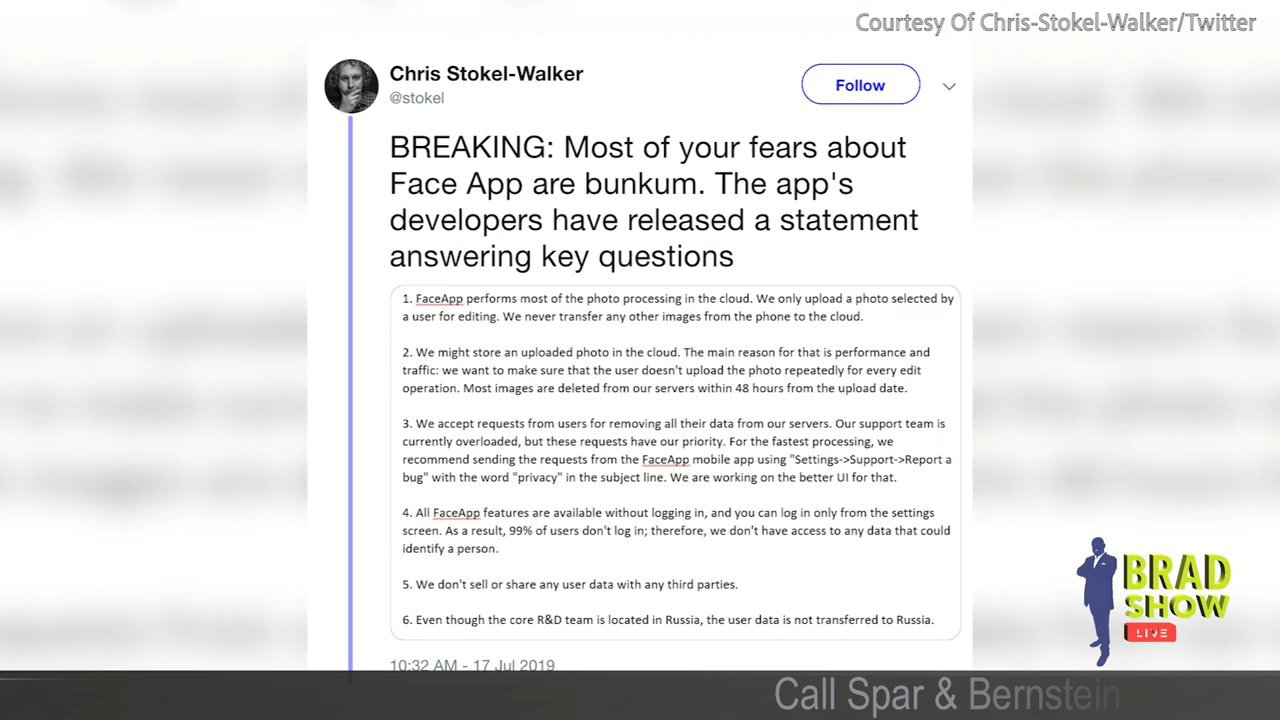 Courtesy Of Chris-Stokel-Walker/Twitter
Chris Stokel-Walker
@stokel
Follow
BREAKING: Most of your fears about
Face App are bunkum. The app's
developers have released a statement
answering key questions
1. FaceApp performs most of the photo processing in the cloud. We only upload a photo selected by
a user for editing. We never transfer any other images from the phone to the cloud.
2. We might store an uploaded photo in the cloud. The main reason for that is performance and
traffic: we want to make sure that the user doesn't upload the photo repeatedly for every edit
operation. Most images are deleted from our servers within 48 hours from the upload date.
3. We accept requests from users for removing all their data from our servers. Our support team is
currently overloaded, but these requests have our priority. For the fastest processing, we
recommend sending the requests from the FaceApp mobile app using "Settings->Support->Report a
bug" with the word "privacy" in the subject line. We are working on the better UI for that.
4. All FaceApp features are available without logging in, and you can log in only from the settings
screen. As a result, 99% of users don't log in; therefore, we don't have access to any data that could
identify a person.
5. We don't sell or share any user data with any third parties.
6. Even though the core R&D team is located in Russia, the user data is not transferred to Russia.
10:32 AM - 17 Jul 2019
BRAD
SHOW
LIVE
Call Spar & Bernstein